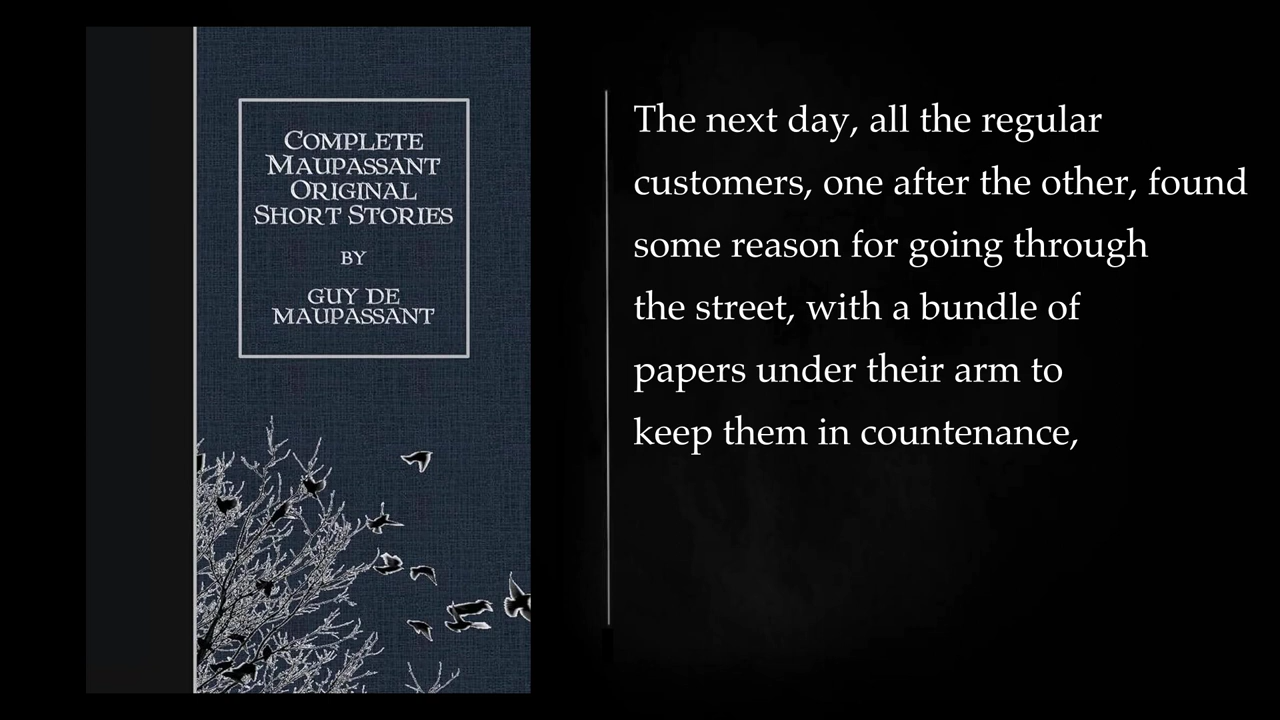 COMPLETE
MAUPASSANT
ORIGINAL
SHORT STORIES
BY
GUY DE
MAUPASSANT
The next day, all the regular
customers, one after the other, found
some reason for going through
the street, with a bundle of
papers under their arm to
keep them in countenance,